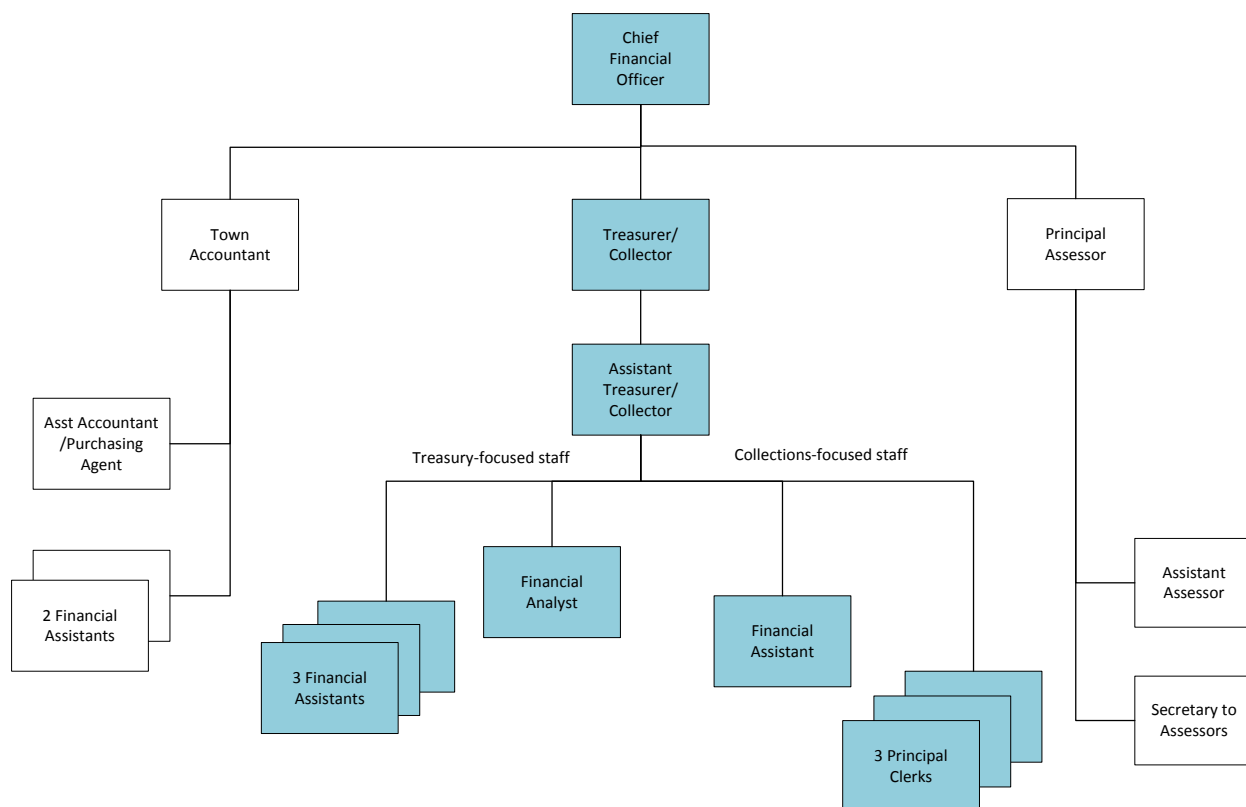 Chief
Financial
Officer
Town
Accountant
Treasurer/
Collector
Principal
Assessor
Assistant
Treasurer/
Collector
Asst Accountant
/Purchasing
Agent
Treasury-focused staff
Collections-focused staff
2 Financial
Assistants
3 Financial
Assistants
Financial
Analyst
Financial
Assistant
3 Principal
Clerks
Assistant
Assessor
Secretary to
Assessors